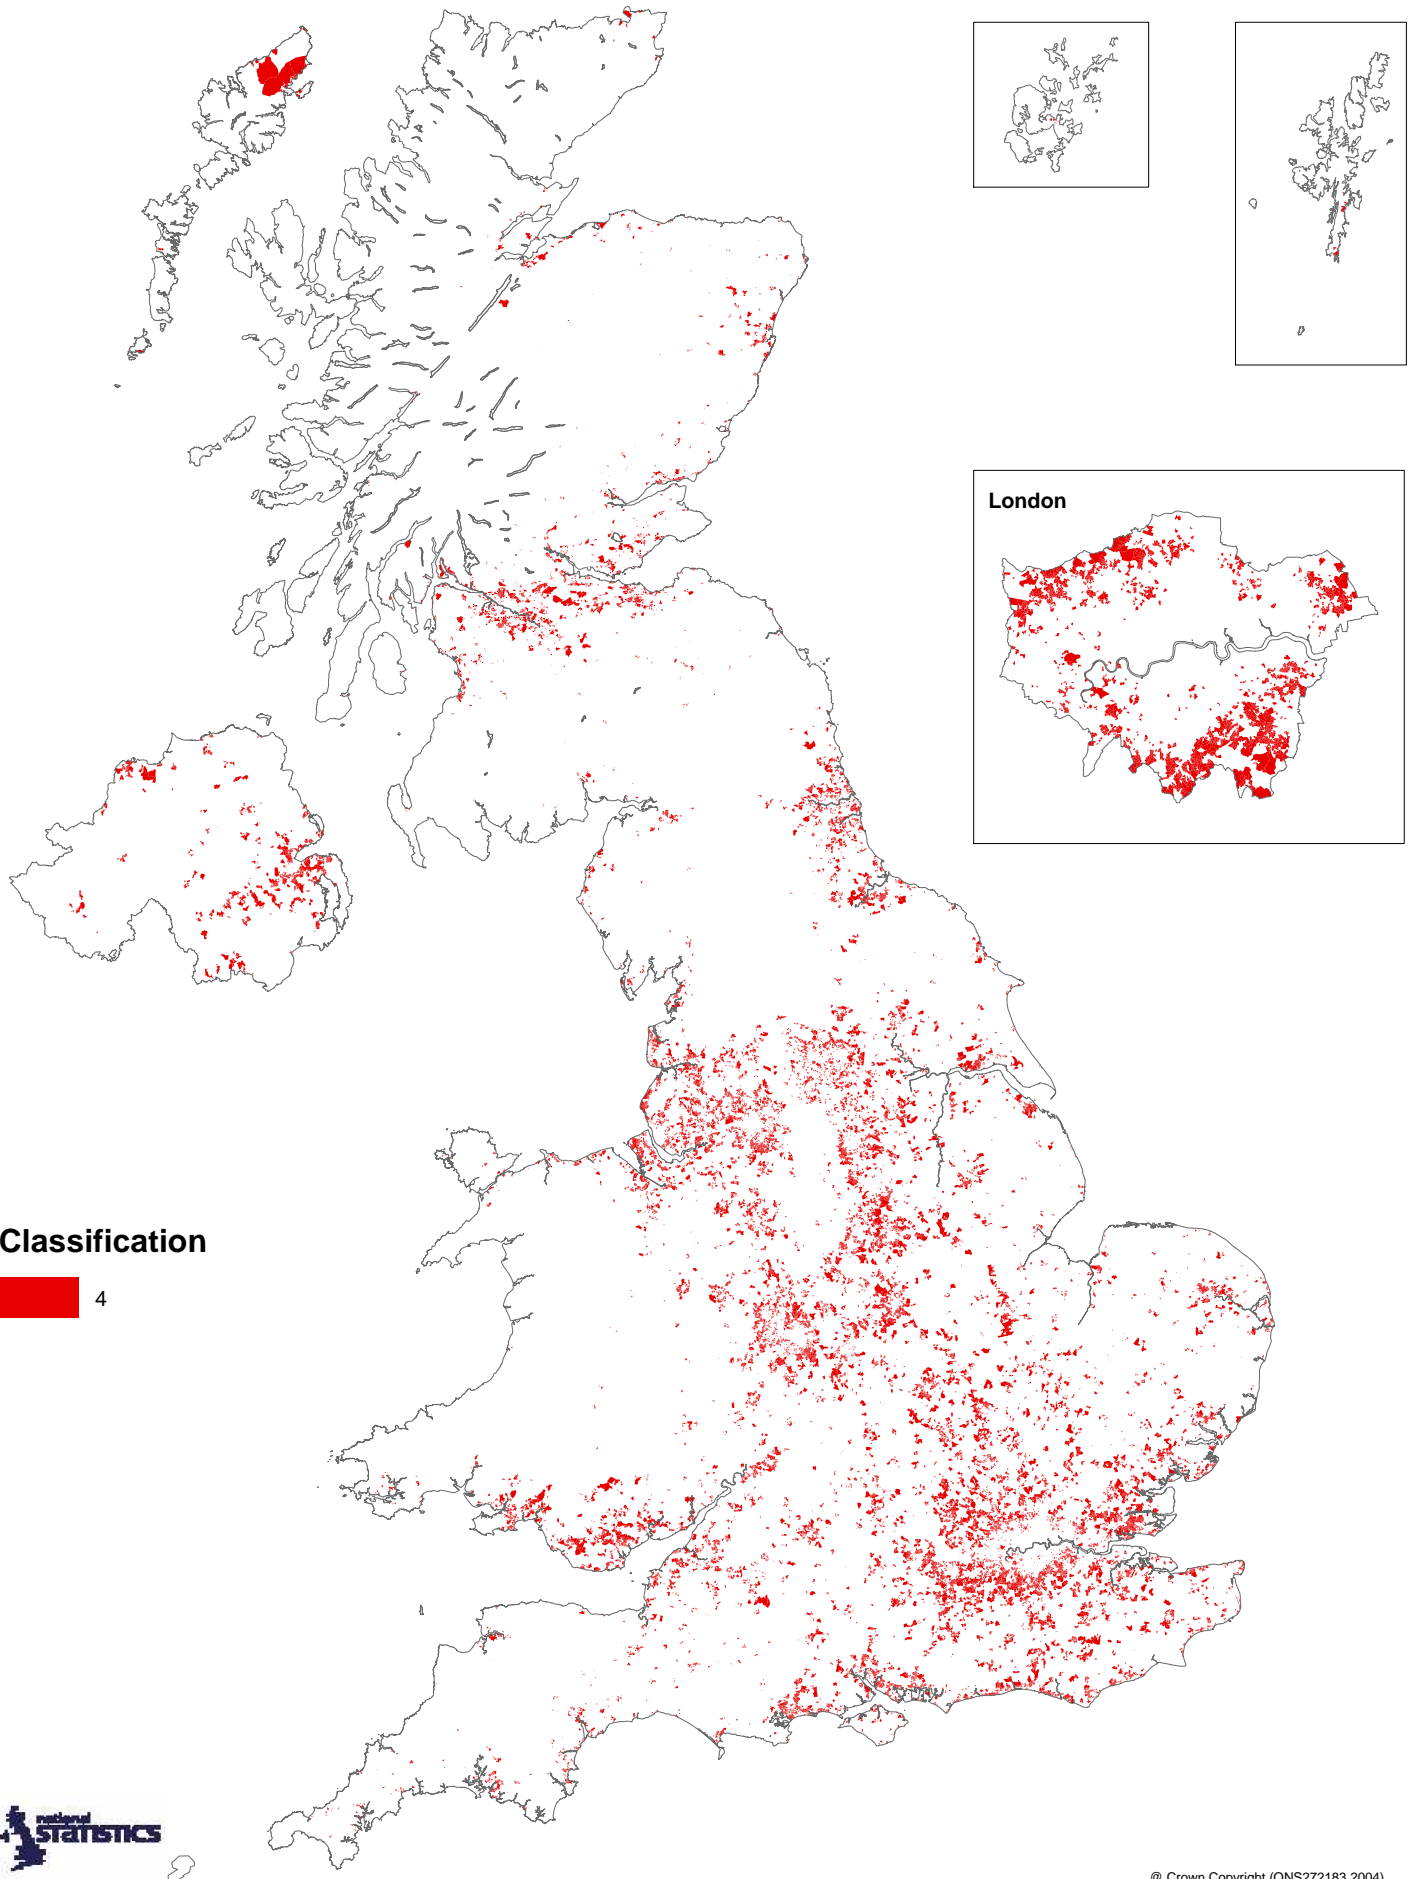 London
Classification
4
national
STATISTICS
@ Crown Copyright (ONS272183 2004)